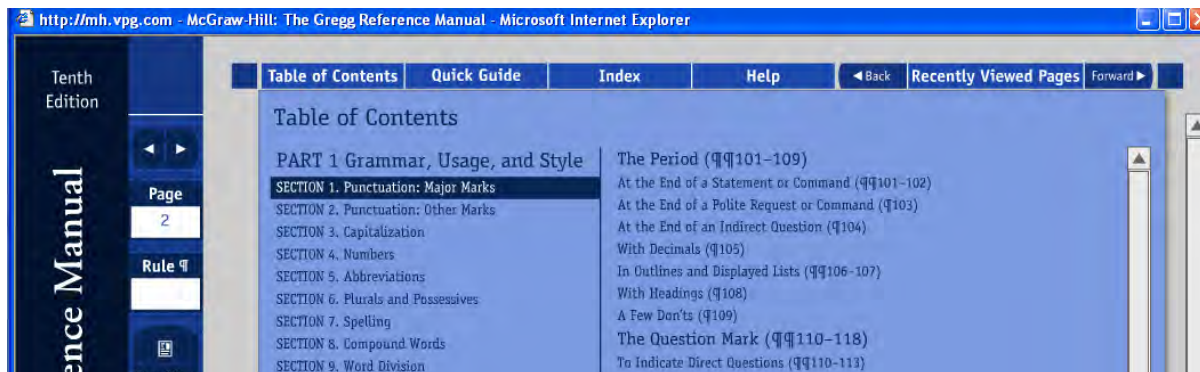 http://mh.vpg.com - McGraw-Hill: The Gregg Reference Manual - Microsoft Internet Explorer
Tenth
Edition
ence Manual
Page
2
Rule ¶
Table of Contents Quick Guide Index Help ◄Back Recently Viewed Pages Forward►
Table of Contents
PART 1 Grammar, Usage, and Style
SECTION 1. Punctuation: Major Marks
SECTION 2. Punctuation: Other Marks
SECTION 3. Capitalization
SECTION 4. Numbers
SECTION 5. Abbreviations
SECTION 6. Plurals and Possessives
SECTION 7. Spelling
SECTION 8. Compound Words
SECTION 9. Word Division
The Period (¶¶101–109)
At the End of a Statement or Command (¶¶101–102)
At the End of a Polite Request or Command (¶103)
At the End of an Indirect Question (¶104)
With Decimals (¶105)
In Outlines and Displayed Lists (¶¶106–107)
With Headings (¶108)
A Few Don'ts (¶109)
The Question Mark (¶¶110–118)
To Indicate Direct Questions (¶¶110–113)